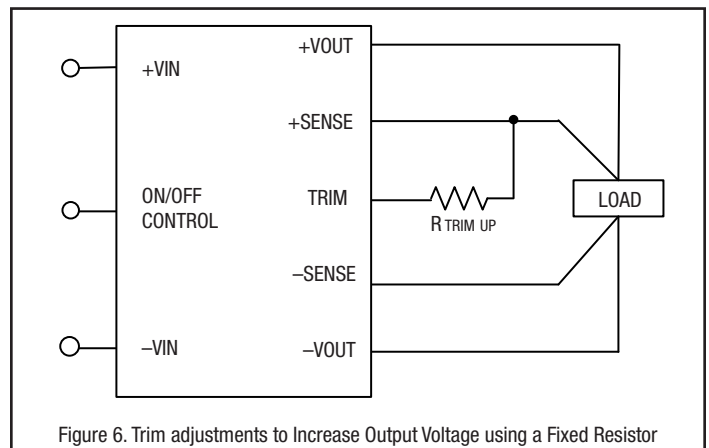 +VOUT
+VIN
+SENSE
ON/OFF
CONTROL
TRIM
R TRIM UP
LOAD
–SENSE
–VIN
–VOUT
Figure 6. Trim adjustments to Increase Output Voltage using a Fixed Resistor